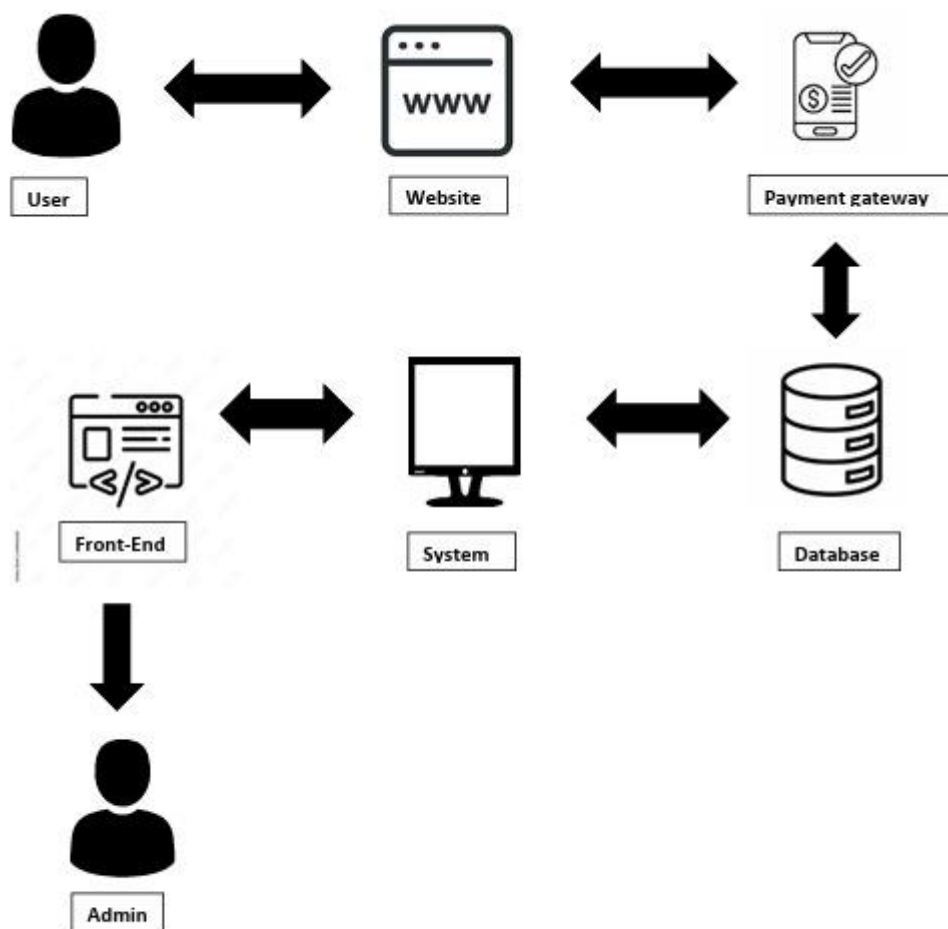 WWW
$
User
Website
Payment gateway
</>
Front-End
System
Database
Admin